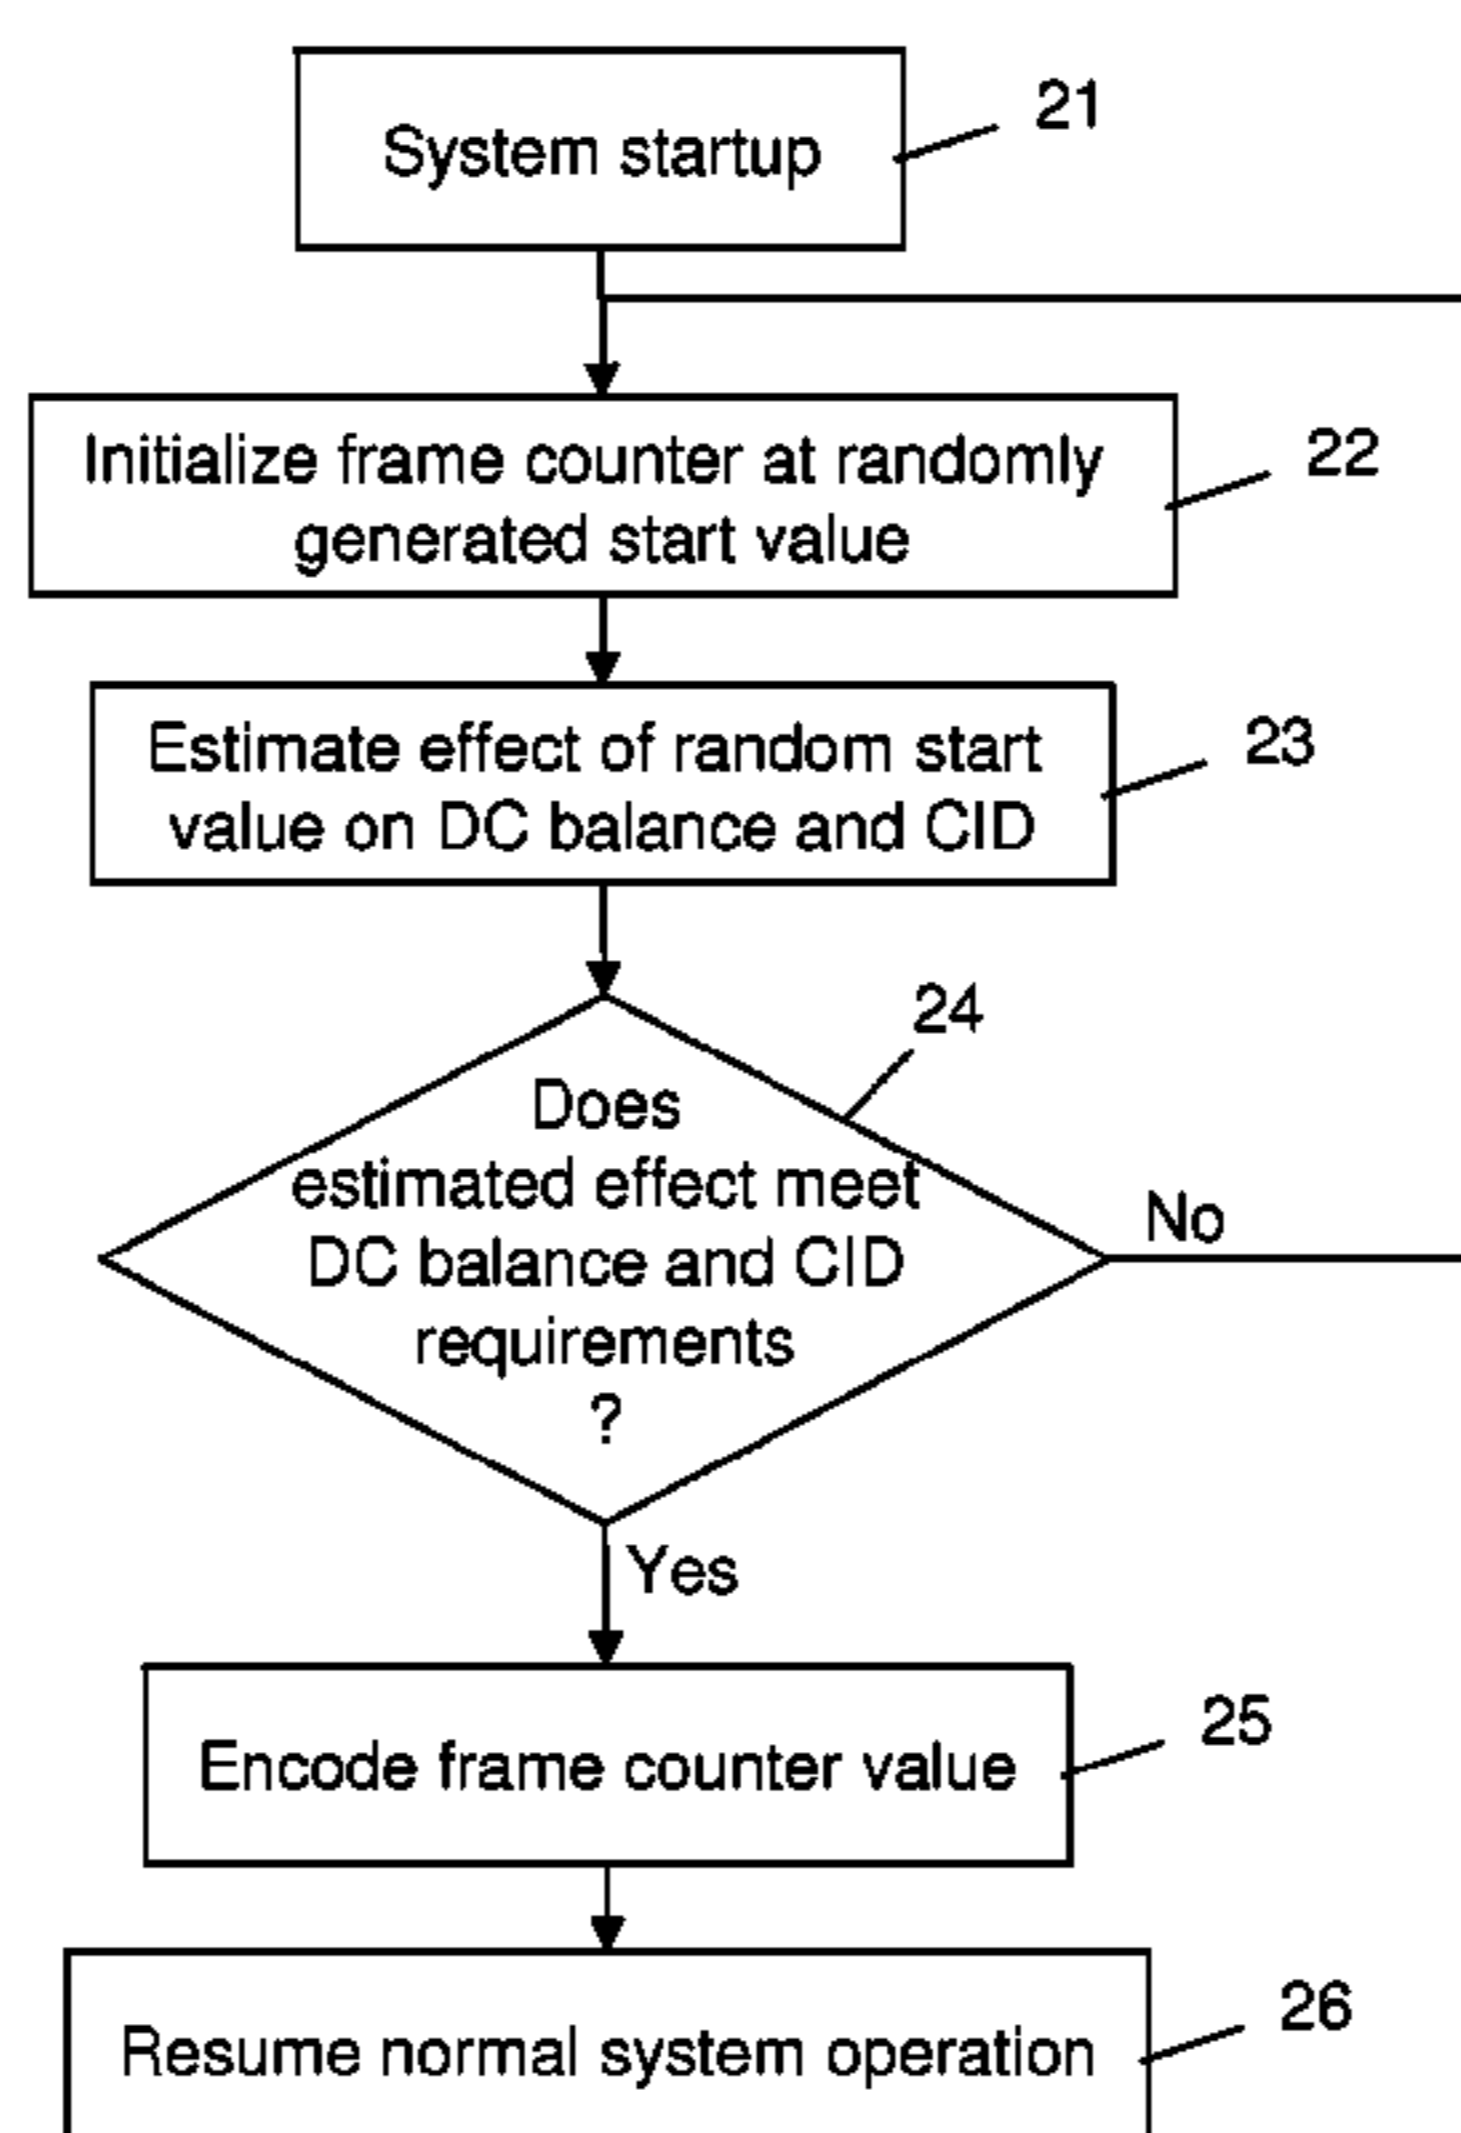 System startup
21
Initialize frame counter at randomly
generated start value
22
Estimate effect of random start
value on DC balance and CID
23
24
Does
estimated effect meet
DC balance and CID
requirements
?
No
Yes
Encode frame counter value
25
Resume normal system operation
26